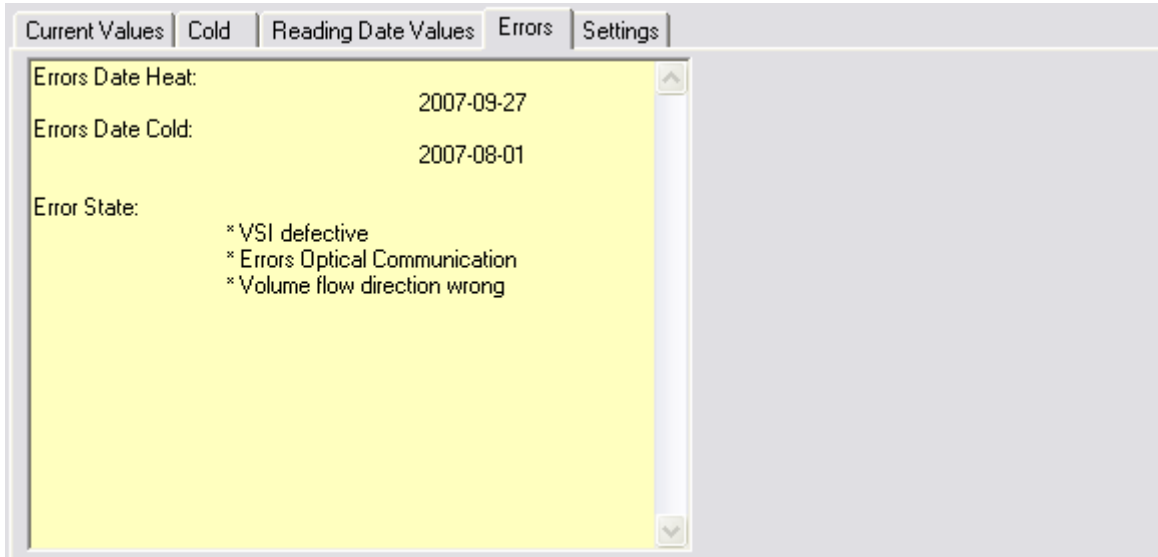 Current Values Cold Reading Date Values Errors Settings
Errors Date Heat:
2007-09-27
Errors Date Cold:
2007-08-01
Error State:
* VSI defective
* Errors Optical Communication
* Volume flow direction wrong